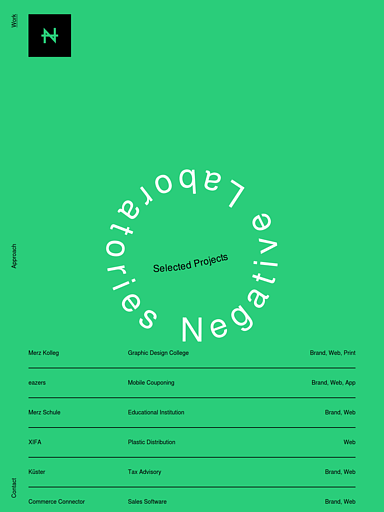 Work
Approach
Contact
Negative Laboratories
Selected Projects
Merz Kolleg Graphic Design College Brand, Web, Print
eazers Mobile Couponing Brand, Web, App
Merz Schule Educational Institution Brand, Web
XIFA Plastic Distribution Web
Küster Tax Advisory Brand, Web
Commerce Connector Sales Software Brand, Web